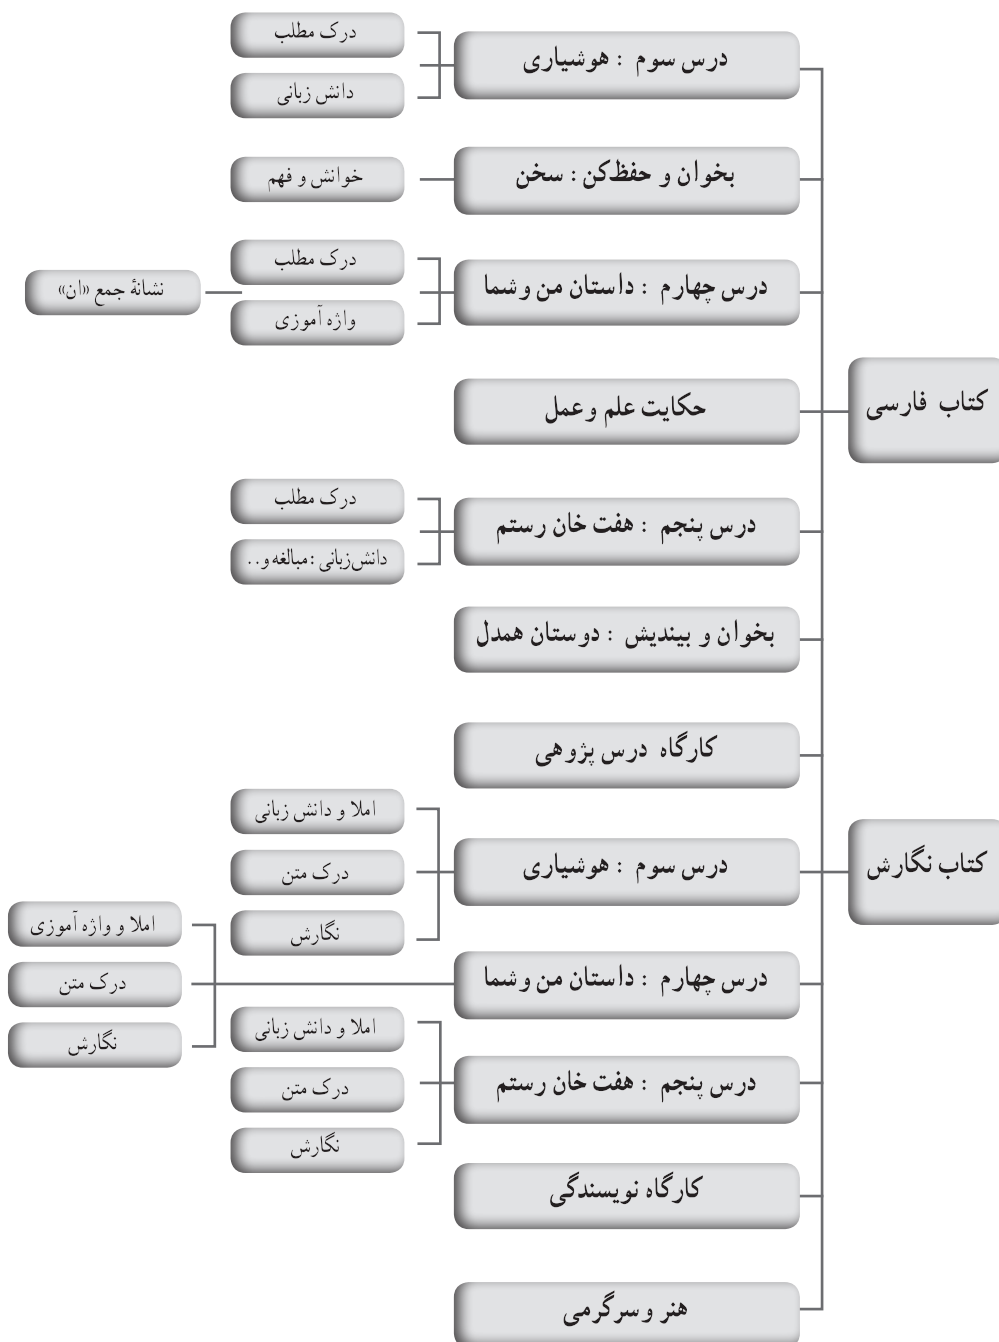 کتاب فارسی
درس سوم : هوشیاری
درک مطلب
دانش زبانی
بخوان و حفظ‌کن : سخن
خوانش و فهم
درس چهارم : داستان من و شما
درک مطلب
واژه آموزی
نشانهٔ جمع «ان»
حکایت علم و عمل
درس پنجم : هفت خان رستم
درک مطلب
دانش‌زبانی : مبالغه و..
بخوان و بیندیش : دوستان همدل
کارگاه درس پژوهی
کتاب نگارش
درس سوم : هوشیاری
املا و دانش زبانی
درک متن
نگارش
درس چهارم : داستان من و شما
املا و واژه آموزی
درک متن
نگارش
درس پنجم : هفت خان رستم
املا و دانش زبانی
درک متن
نگارش
کارگاه نویسندگی
هنر و سرگرمی